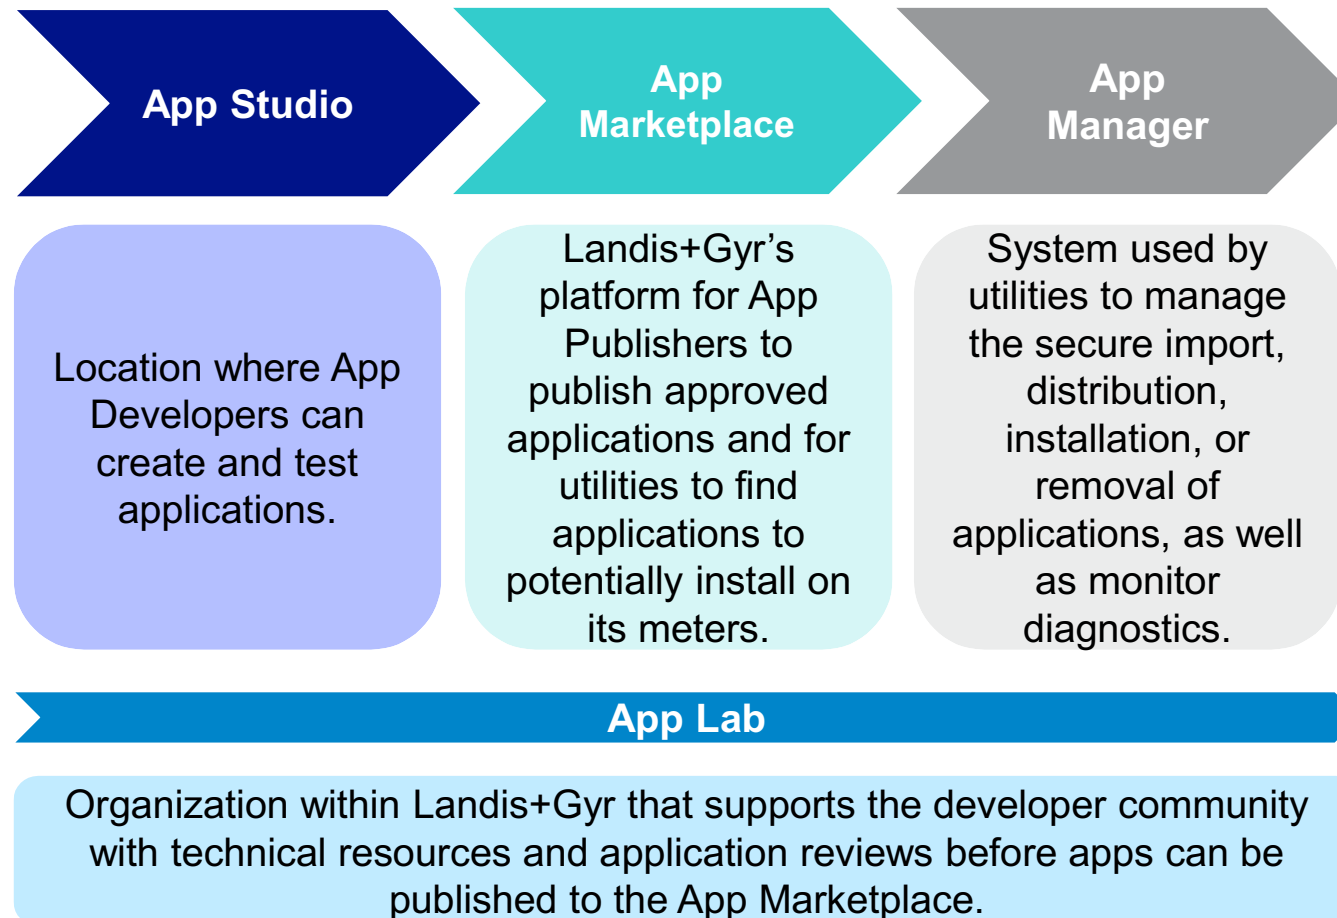 App Studio
App
Marketplace
App
Manager
Location where App
Developers can
create and test
applications.
Landis+Gyr’s
platform for App
Publishers to
publish approved
applications and for
utilities to find
applications to
potentially install on
its meters.
System used by
utilities to manage
the secure import,
distribution,
installation, or
removal of
applications, as well
as monitor
diagnostics.
App Lab
Organization within Landis+Gyr that supports the developer community
with technical resources and application reviews before apps can be
published to the App Marketplace.